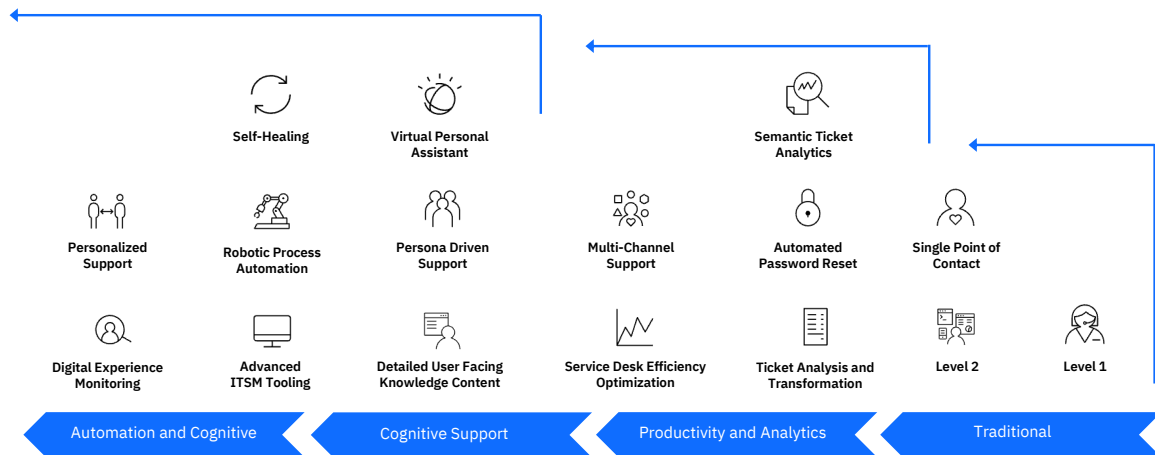 Self-Healing
Virtual Personal
Assistant
Semantic Ticket
Analytics
Personalized
Support
Robotic Process
Automation
Persona Driven
Support
Multi-Channel
Support
Automated
Password Reset
Single Point of
Contact
Digital Experience
Monitoring
Advanced
ITSM Tooling
Detailed User Facing
Knowledge Content
Service Desk Efficiency
Optimization
Ticket Analysis and
Transformation
Level 2
Level 1
Automation and Cognitive
Cognitive Support
Productivity and Analytics
Traditional